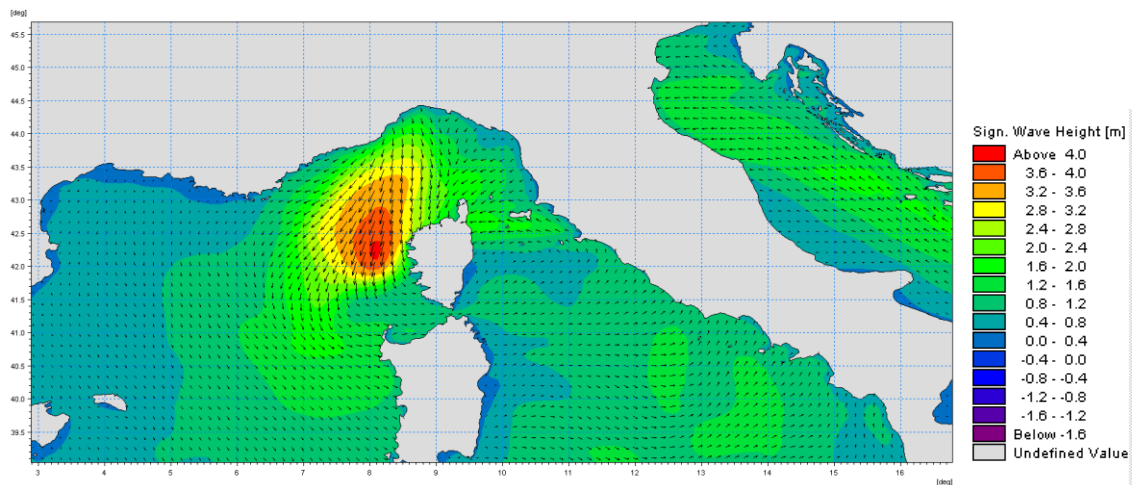 [deg]
45.5
45.0
44.5
44.0
43.5
43.0
42.5
42.0
41.5
41.0
40.5
40.0
39.5
3 4 5 6 7 8 9 10 11 12 13 14 15 16
[deg]
Sign. Wave Height [m]
Above 4.0
3.6 - 4.0
3.2 - 3.6
2.8 - 3.2
2.4 - 2.8
2.0 - 2.4
1.6 - 2.0
1.2 - 1.6
0.8 - 1.2
0.4 - 0.8
0.0 - 0.4
-0.4 - 0.0
-0.8 - -0.4
-1.2 - -0.8
-1.6 - -1.2
Below -1.6
Undefined Value